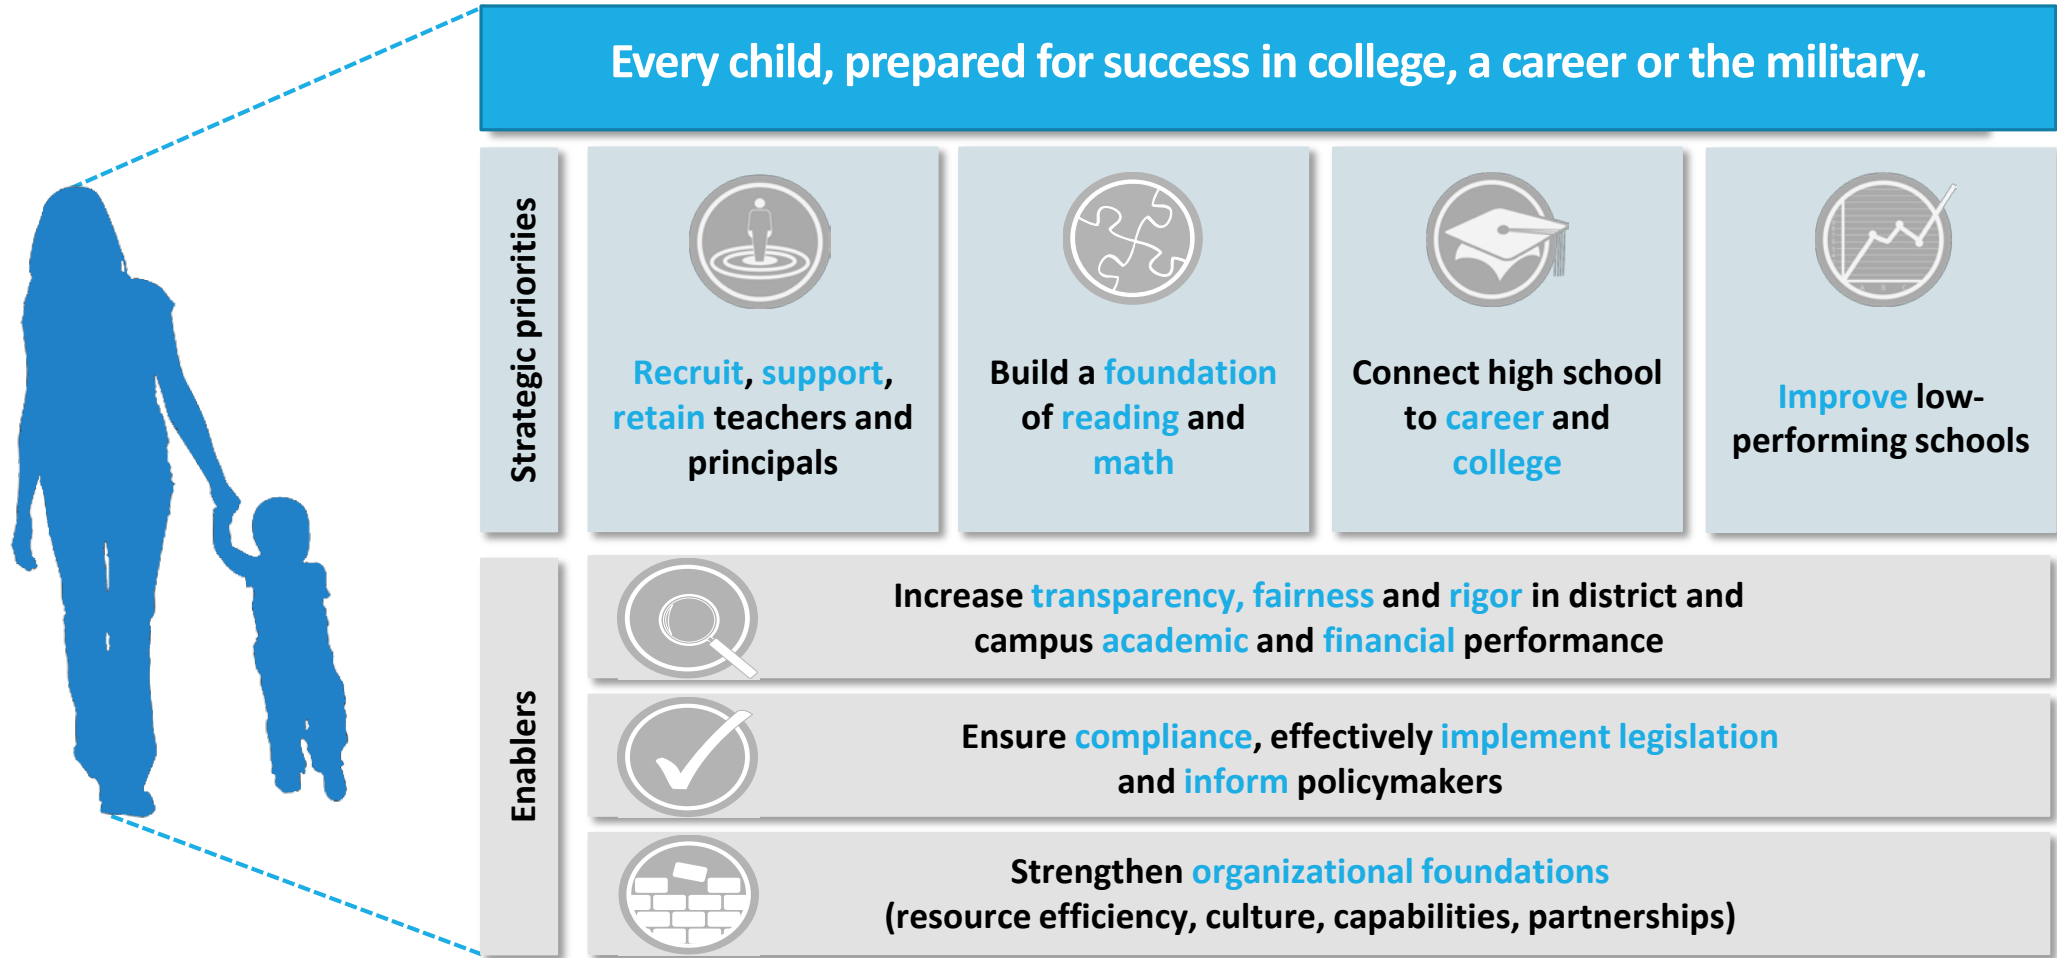 Every child, prepared for success in college, a career or the military.
Strategic priorities
Recruit, support,
retain teachers and
principals
Build a foundation
of reading and
math
Connect high school
to career and
college
Improve low-
performing schools
Enablers
Increase transparency, fairness and rigor in district and
campus academic and financial performance
Ensure compliance, effectively implement legislation
and inform policymakers
Strengthen organizational foundations
(resource efficiency, culture, capabilities, partnerships)